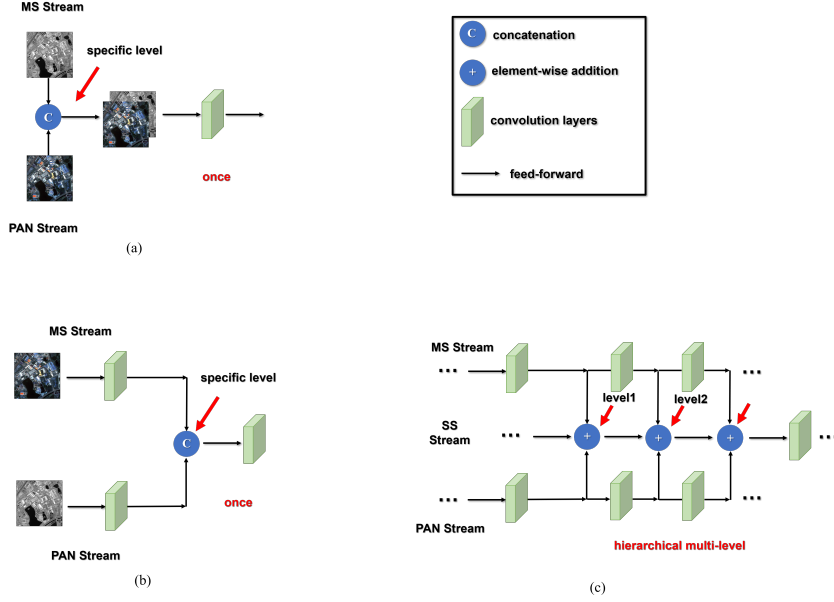 MS Stream
specific level
C
once
PAN Stream
(a)
C concatenation
+ element-wise addition
convolution layers
feed-forward
MS Stream
specific level
C
once
PAN Stream
(b)
MS Stream
...
...
level1
level2
SS
Stream
...
+
+
+
...
...
...
PAN Stream
hierarchical multi-level
(c)